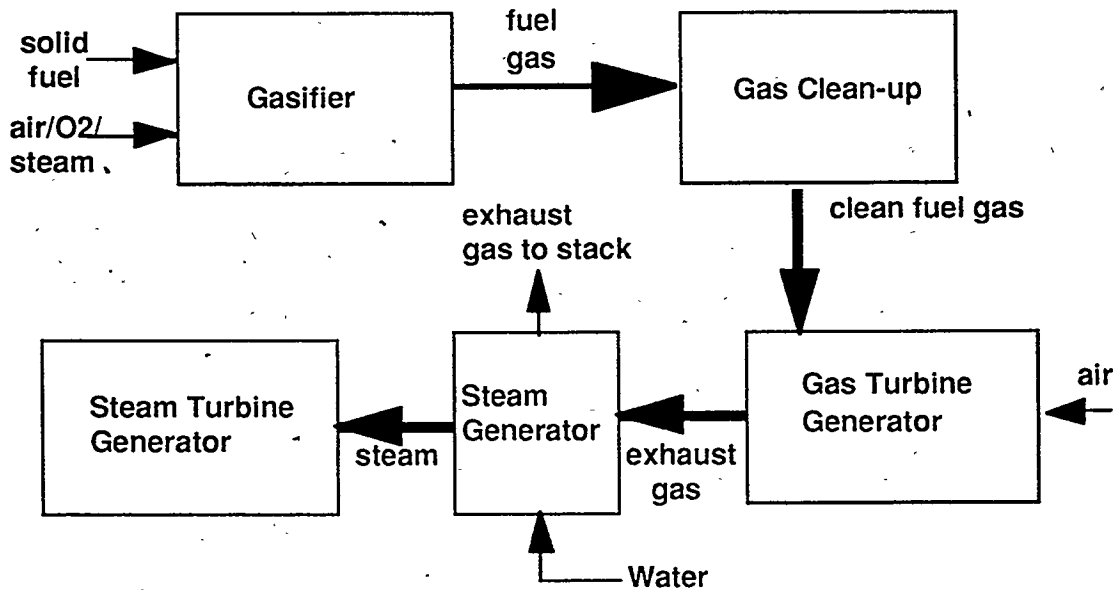 solid
fuel
air/O2/
steam
Gasifier
fuel
gas
Gas Clean-up
clean fuel gas
exhaust
gas to stack
Steam Turbine
Generator
steam
Steam
Generator
exhaust
gas
Gas Turbine
Generator
air
Water